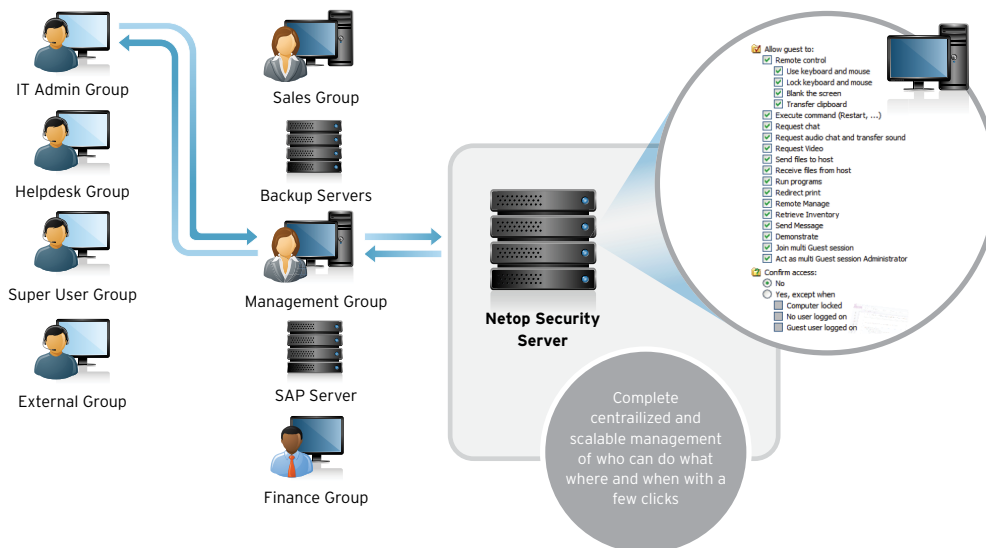 IT Admin Group
Helpdesk Group
Super User Group
External Group
Sales Group
Backup Servers
Management Group
SAP Server
Finance Group
Netop Security
Server
Complete
centrailized and
scalable management
of who can do what
where and when with a
few clicks
Allow guest to:
Remote control
Use keyboard and mouse
Lock keyboard and mouse
Blank the screen
Transfer clipboard
Execute command (Restart, ...)
Request chat
Request audio chat and transfer sound
Request Video
Send files to host
Receive files from host
Run programs
Redirect print
Remote Manage
Retrieve Inventory
Send Message
Demonstrate
Join multi Guest session
Act as multi Guest session Administrator
Confirm access:
No
Yes, except when
Computer locked
No user logged on
Guest user logged on